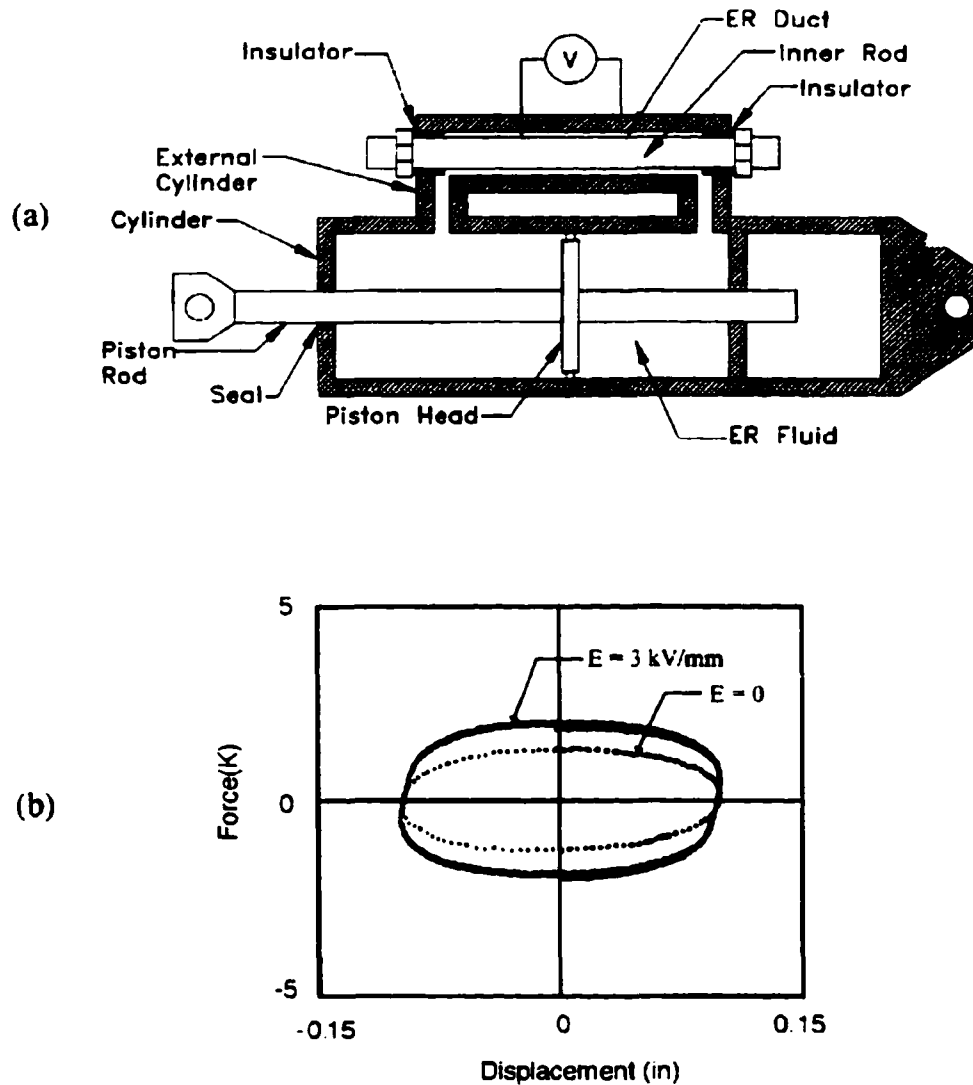 ER Duct
Insulator
Inner Rod
V
Insulator
External
Cylinder
(a)
Cylinder
Piston
Rod
Seal
Piston Head
ER Fluid
5
E = 3 kV/mm
E = 0
Force(K)
(b)
0
-5
-0.15
0
0.15
Displacement (in)